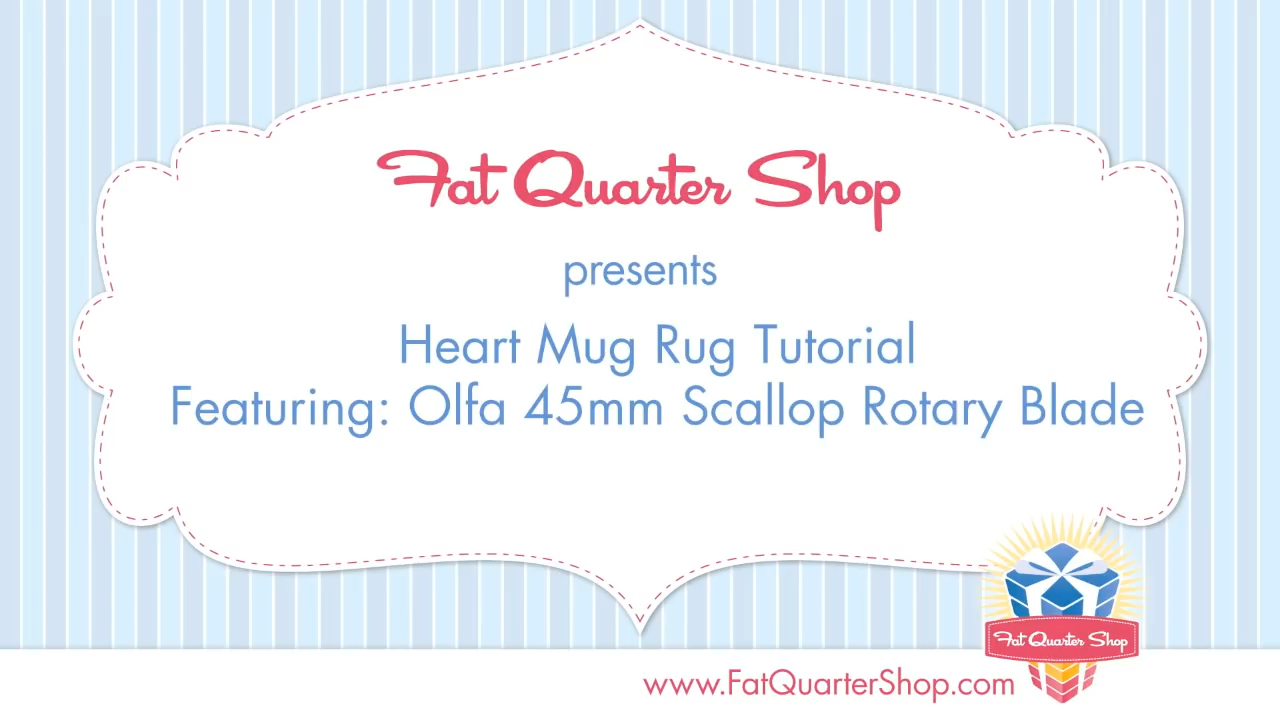 Fat Quarter Shop
presents
Heart Mug Rug Tutorial
Featuring: Olfa 45mm Scallop Rotary Blade
Fat Quarter Shop
www.FatQuarterShop.com